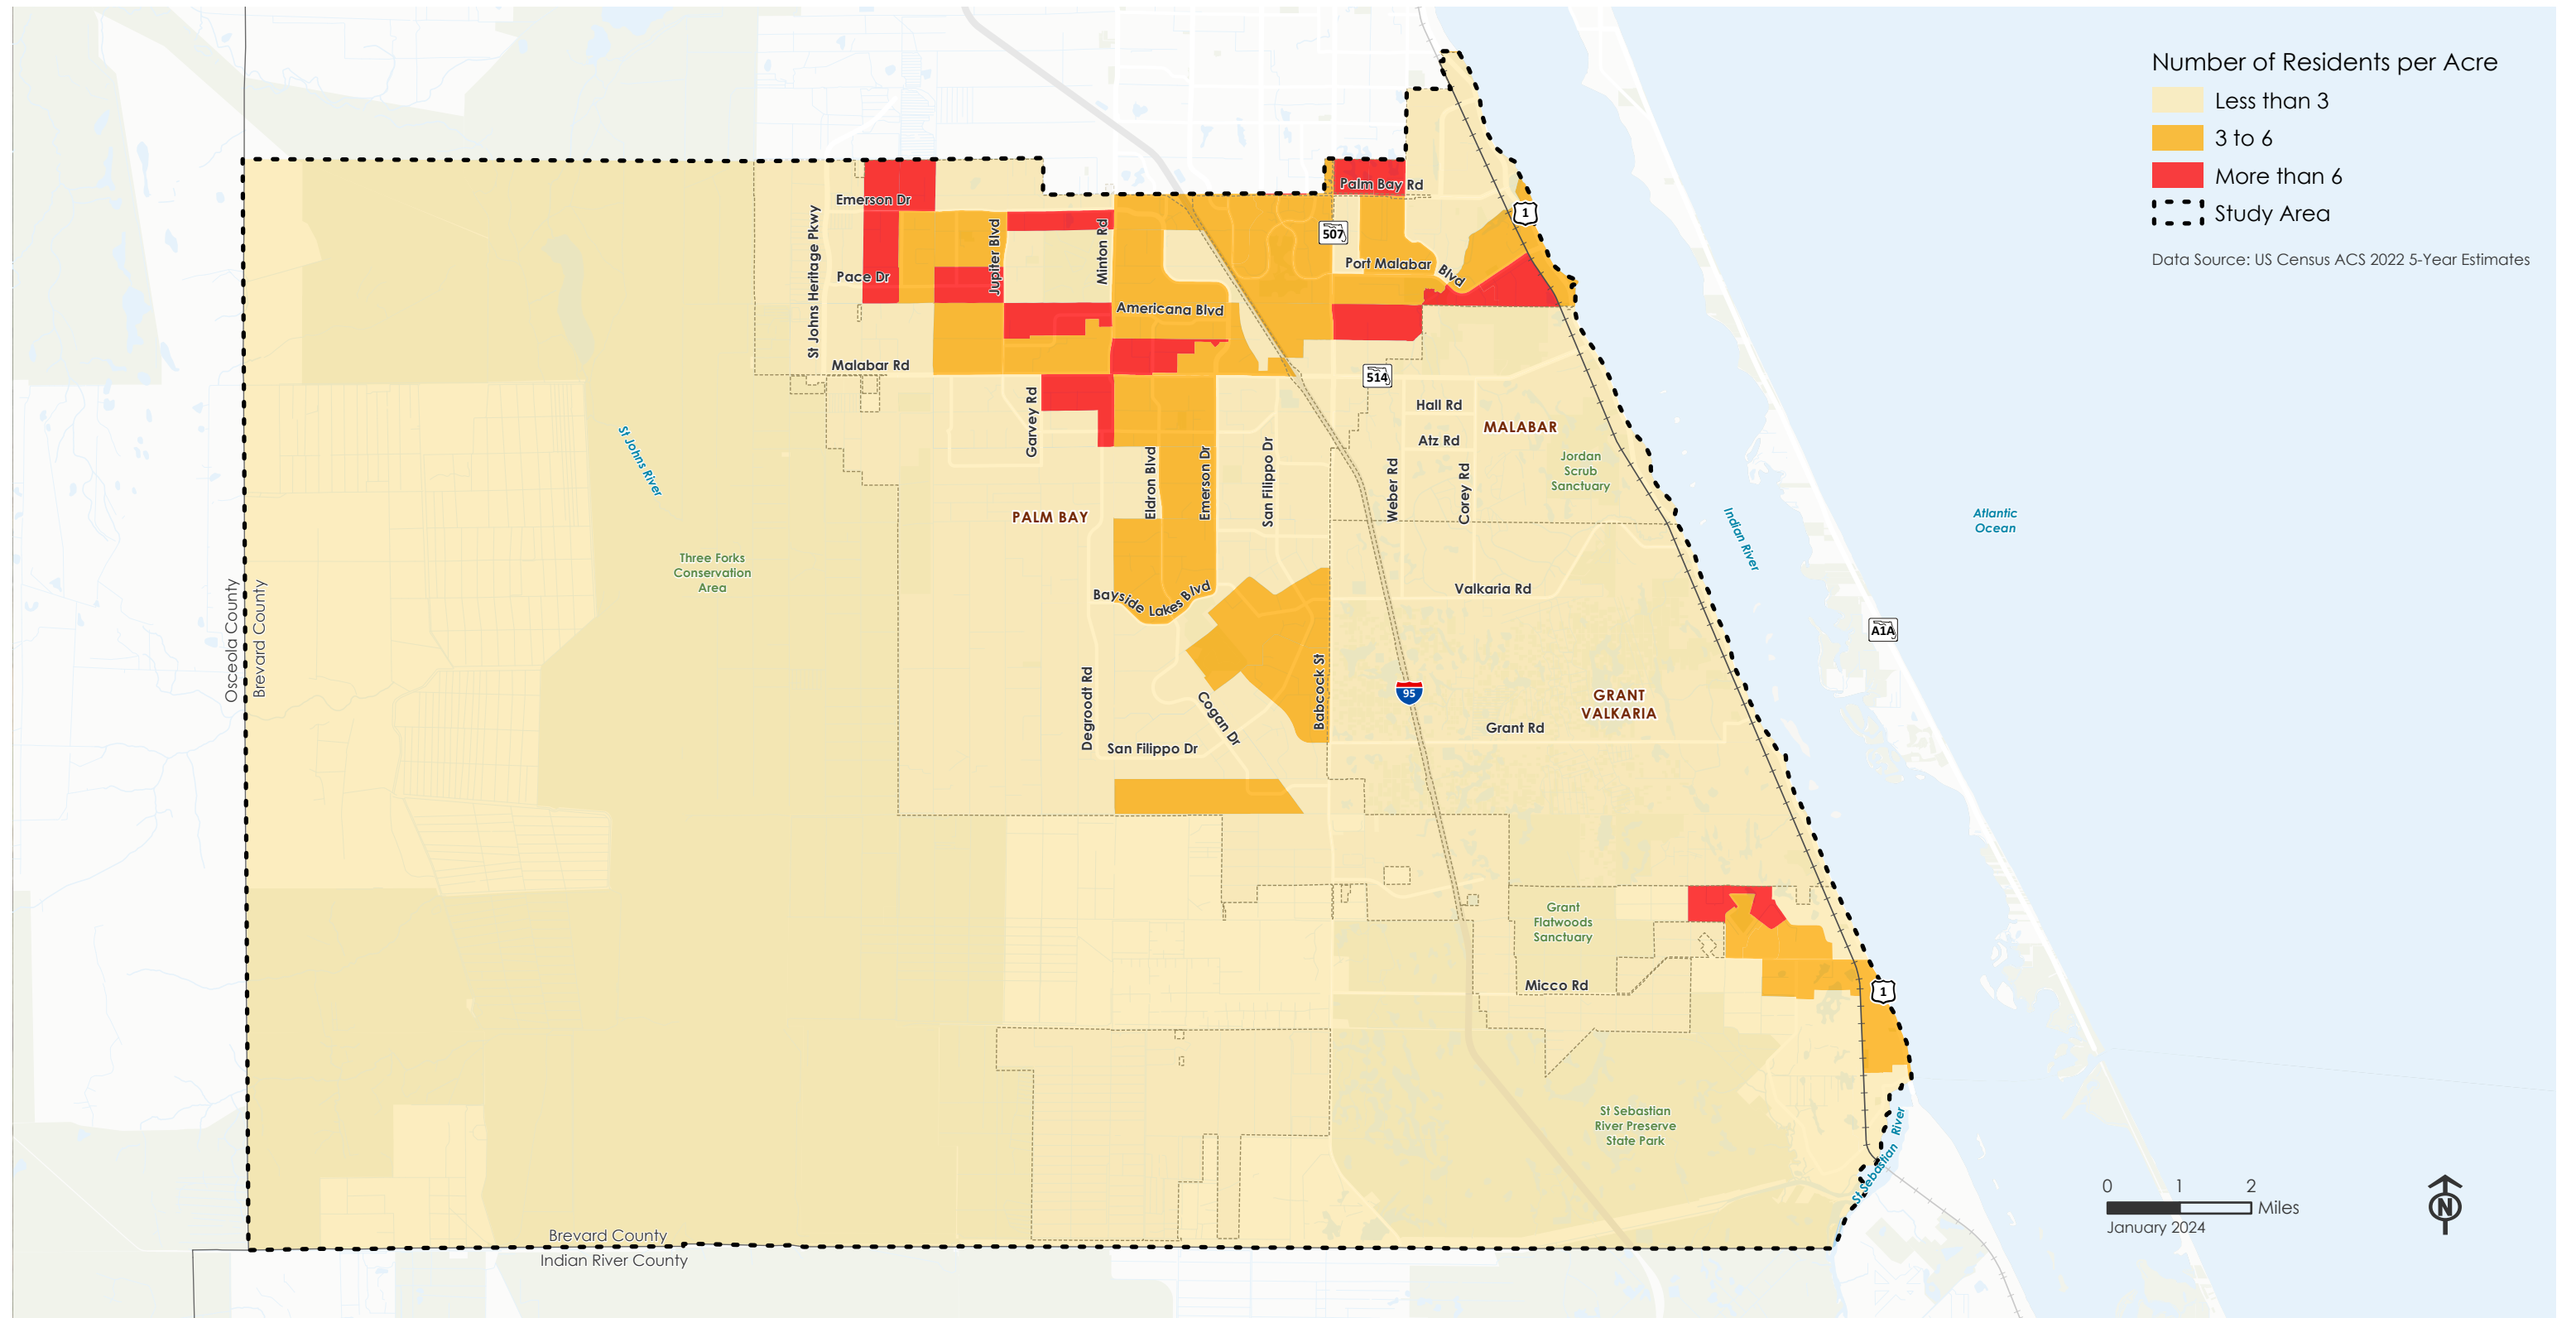 Number of Residents per Acre
Less than 3
3 to 6
More than 6
Study Area
Data Source: US Census ACS 2022 5-Year Estimates
Palm Bay Rd
Emerson Dr
1
507
St Johns Heritage Pkwy
Jupiter Blvd
Minton Rd
Port Malabar Blvd
Pace Dr
Americana Blvd
Malabar Rd
514
Garvey Rd
Hall Rd
MALABAR
Atz Rd
St Johns River
Jordan
Scrub
Sanctuary
Eldron Blvd
Emerson Dr
San Filippo Dr
Weber Rd
Corey Rd
PALM BAY
Indian River
Atlantic
Ocean
Three Forks
Conservation
Area
Osceola County
Brevard County
Bayside Lakes Blvd
Valkaria Rd
A1A
Degroodt Rd
Cogan Dr
Babcock St
95
GRANT
VALKARIA
Grant Rd
San Filippo Dr
Grant
Flatwoods
Sanctuary
Micco Rd
1
St Sebastian
River Preserve
State Park
St Sebastian River
Brevard County
Indian River County
0 1 2
Miles
January 2024
N